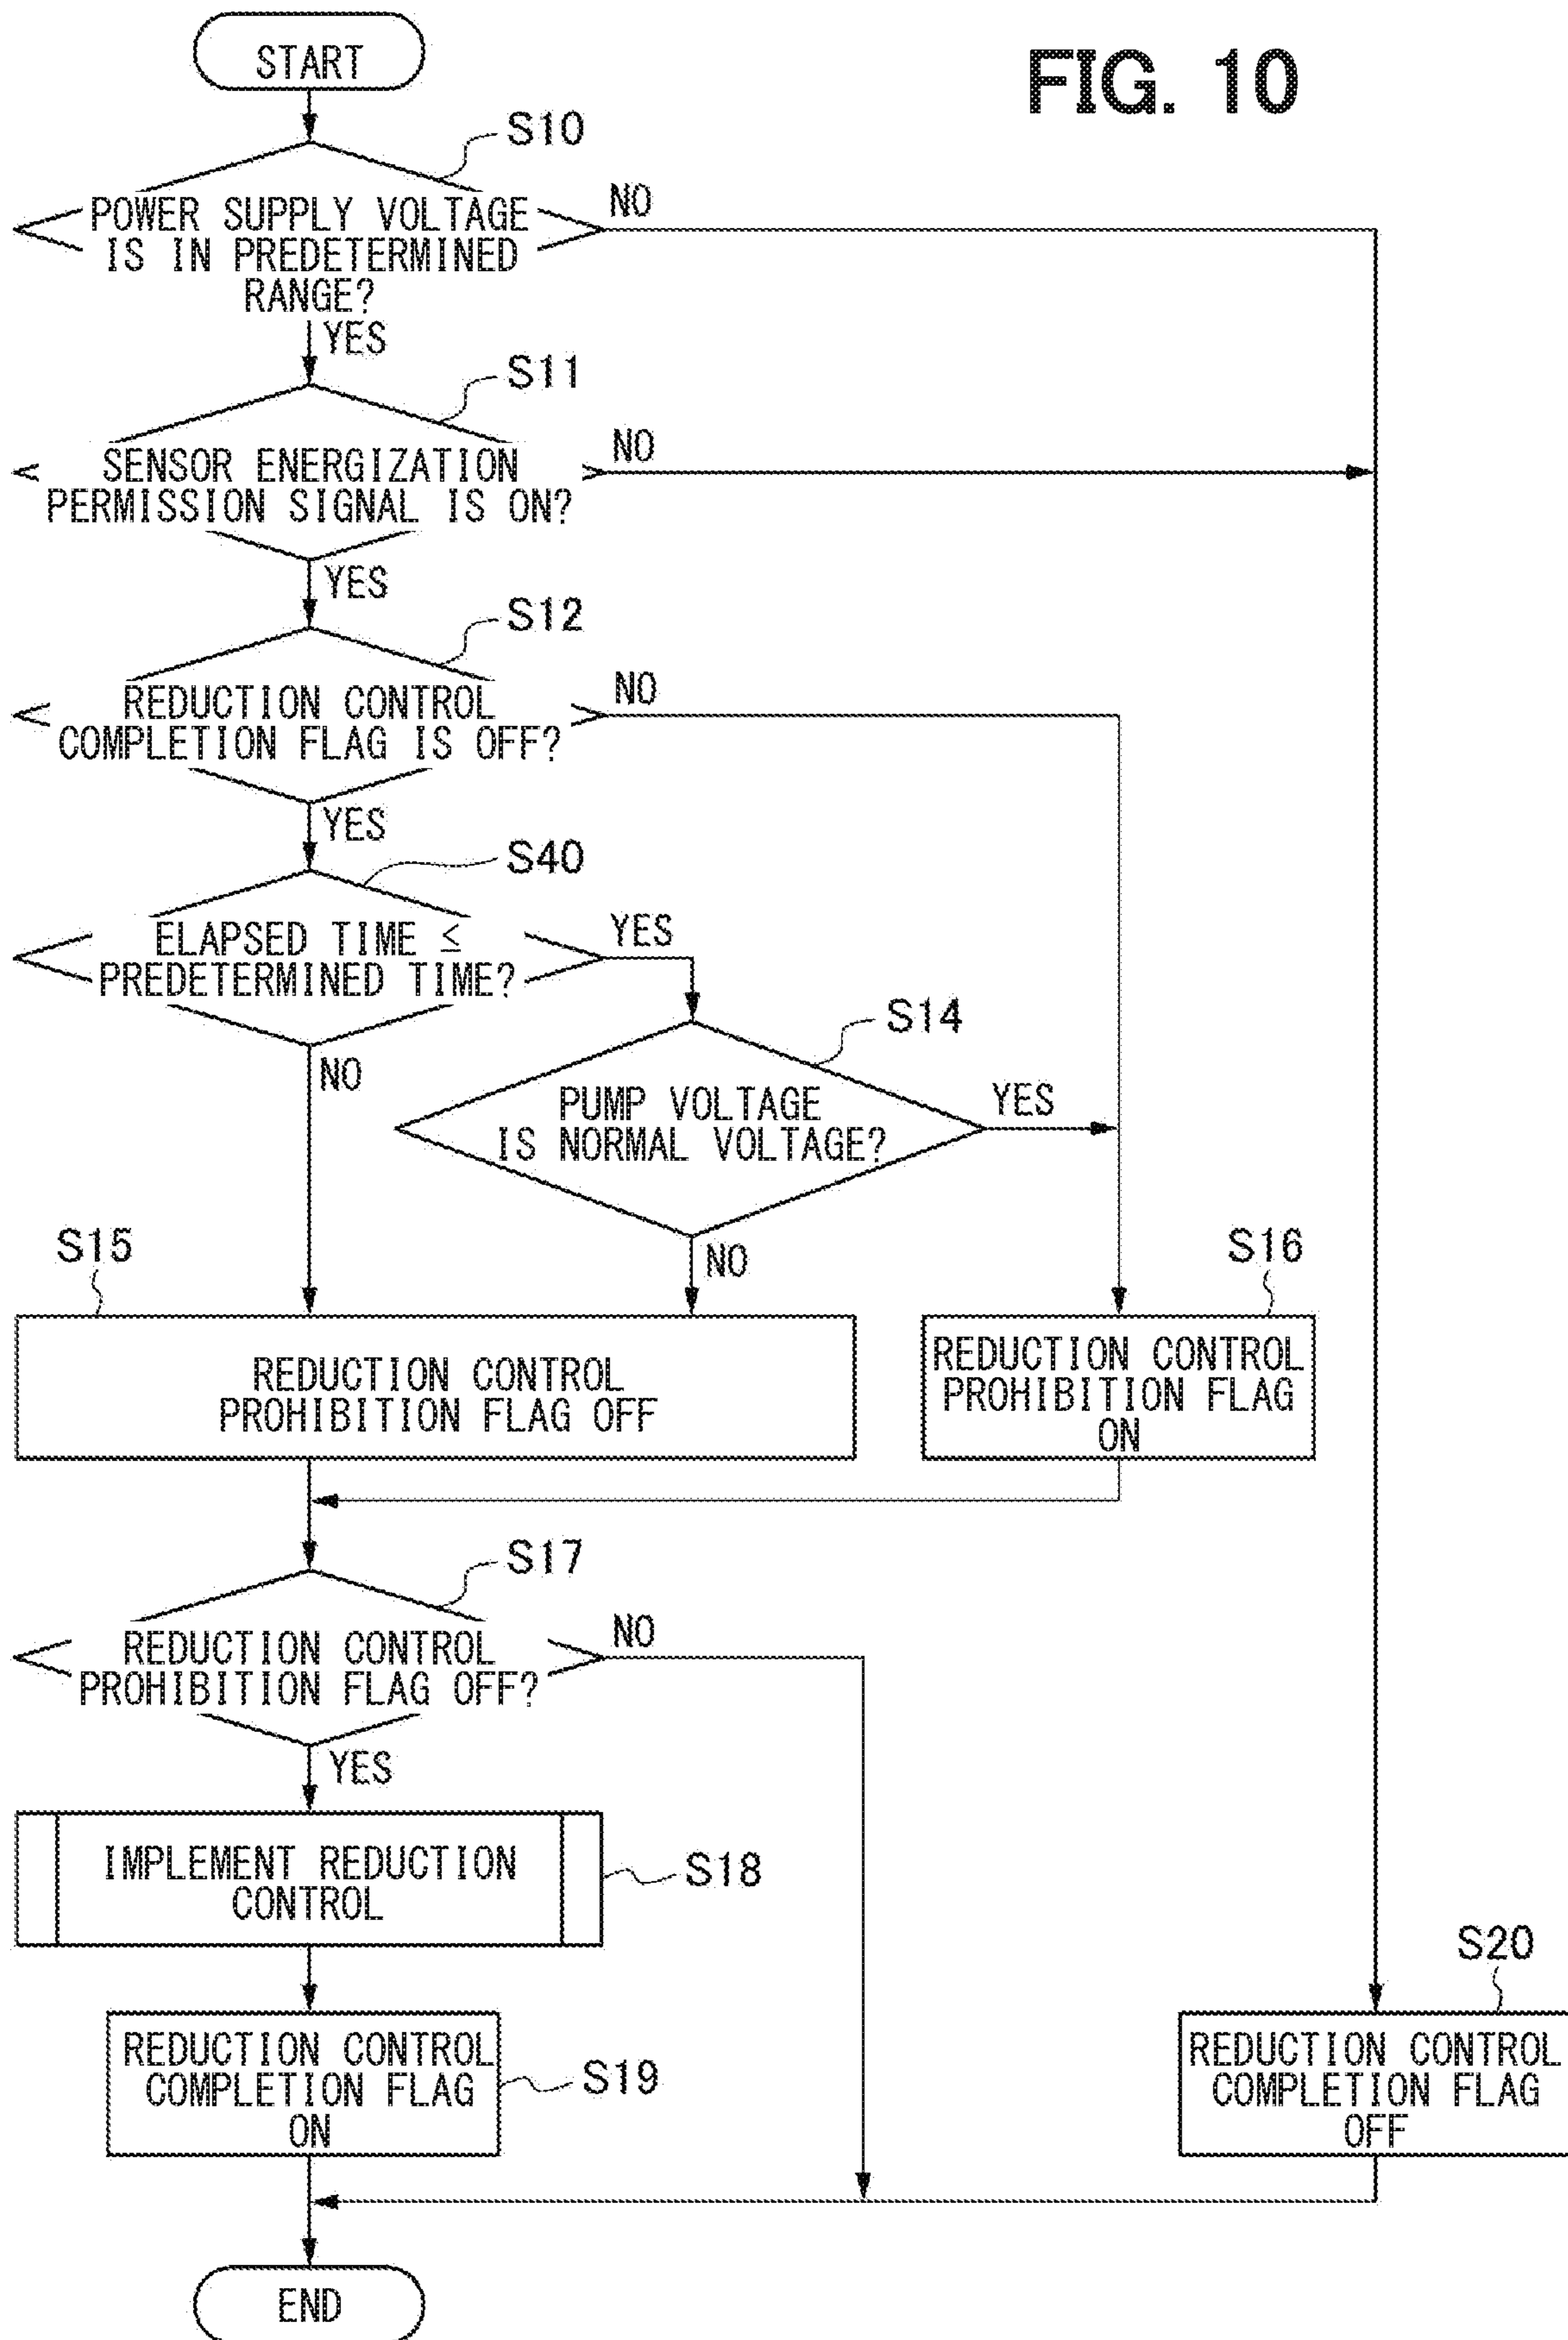 START
FIG. 10
S10
POWER SUPPLY VOLTAGE
IS IN PREDETERMINED
RANGE?
NO
YES
S11
SENSOR ENERGIZATION
PERMISSION SIGNAL IS ON?
NO
YES
S12
REDUCTION CONTROL
COMPLETION FLAG IS OFF?
NO
YES
S40
ELAPSED TIME ≤
PREDETERMINED TIME?
YES
NO
S14
PUMP VOLTAGE
IS NORMAL VOLTAGE?
YES
NO
S15
REDUCTION CONTROL
PROHIBITION FLAG OFF
S16
REDUCTION CONTROL
PROHIBITION FLAG
ON
S17
REDUCTION CONTROL
PROHIBITION FLAG OFF?
NO
YES
IMPLEMENT REDUCTION
CONTROL
S18
REDUCTION CONTROL
COMPLETION FLAG
ON
S19
S20
REDUCTION CONTROL
COMPLETION FLAG
OFF
END